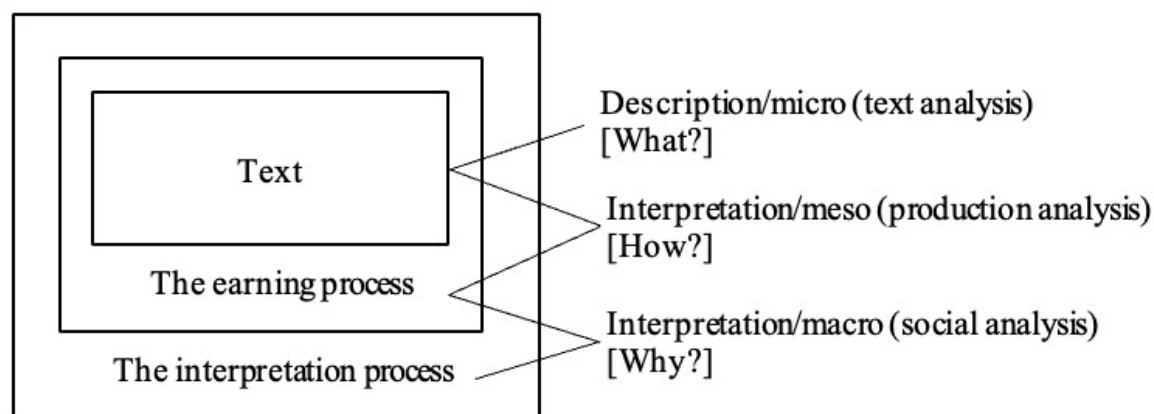 Text
The earning process
The interpretation process
Description/micro (text analysis)
[What?]
Interpretation/meso (production analysis)
[How?]
Interpretation/macro (social analysis)
[Why?]